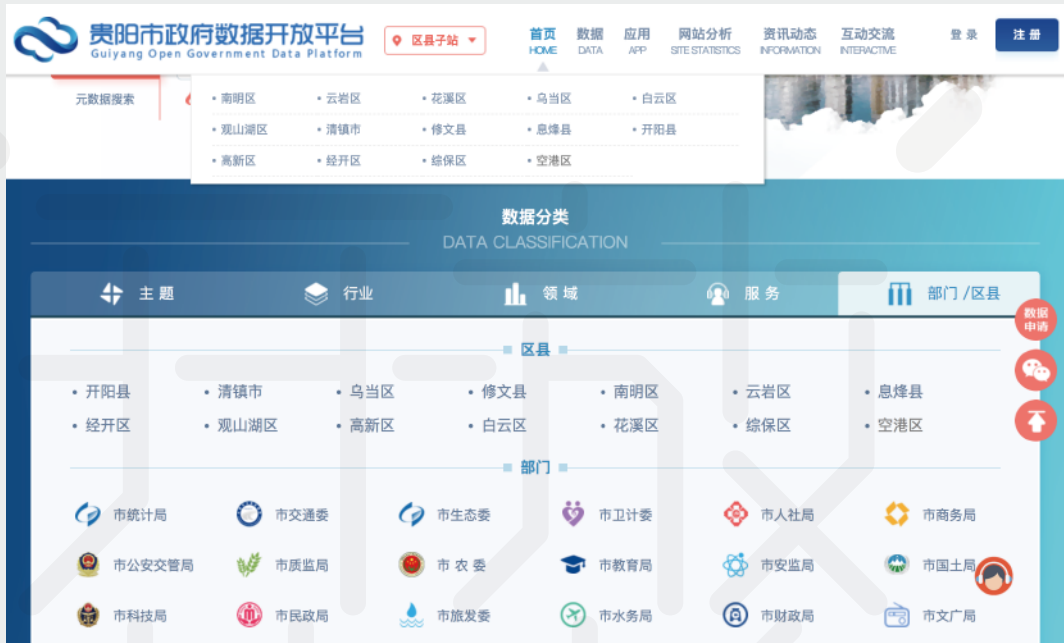 贵阳市政府数据开放平台
Guiyang Open Government Data Platform
区县子站
首页 数据 应用 网站分析 资讯动态 互动交流
HOME DATA APP SITE STATISTICS INFORMATION INTERACTIVE
登录 注册
元数据搜索
• 南明区 • 云岩区 • 花溪区 • 乌当区 • 白云区
• 观山湖区 • 清镇市 • 修文县 • 息烽县 • 开阳县
• 高新区 • 经开区 • 综保区 • 空港区
数据分类
DATA CLASSIFICATION
主题 行业 领域 服务 部门 /区县
数据
申请
区县
• 开阳县 • 清镇市 • 乌当区 • 修文县 • 南明区 • 云岩区 • 息烽县
• 经开区 • 观山湖区 • 高新区 • 白云区 • 花溪区 • 综保区 • 空港区
部门
市统计局 市交通委 市生态委 市卫计委 市人社局 市商务局
市公安交管局 市质监局 市农委 市教育局 市安监局 市国土局
市科技局 市民政局 市旅发委 市水务局 市财政局 市文广局